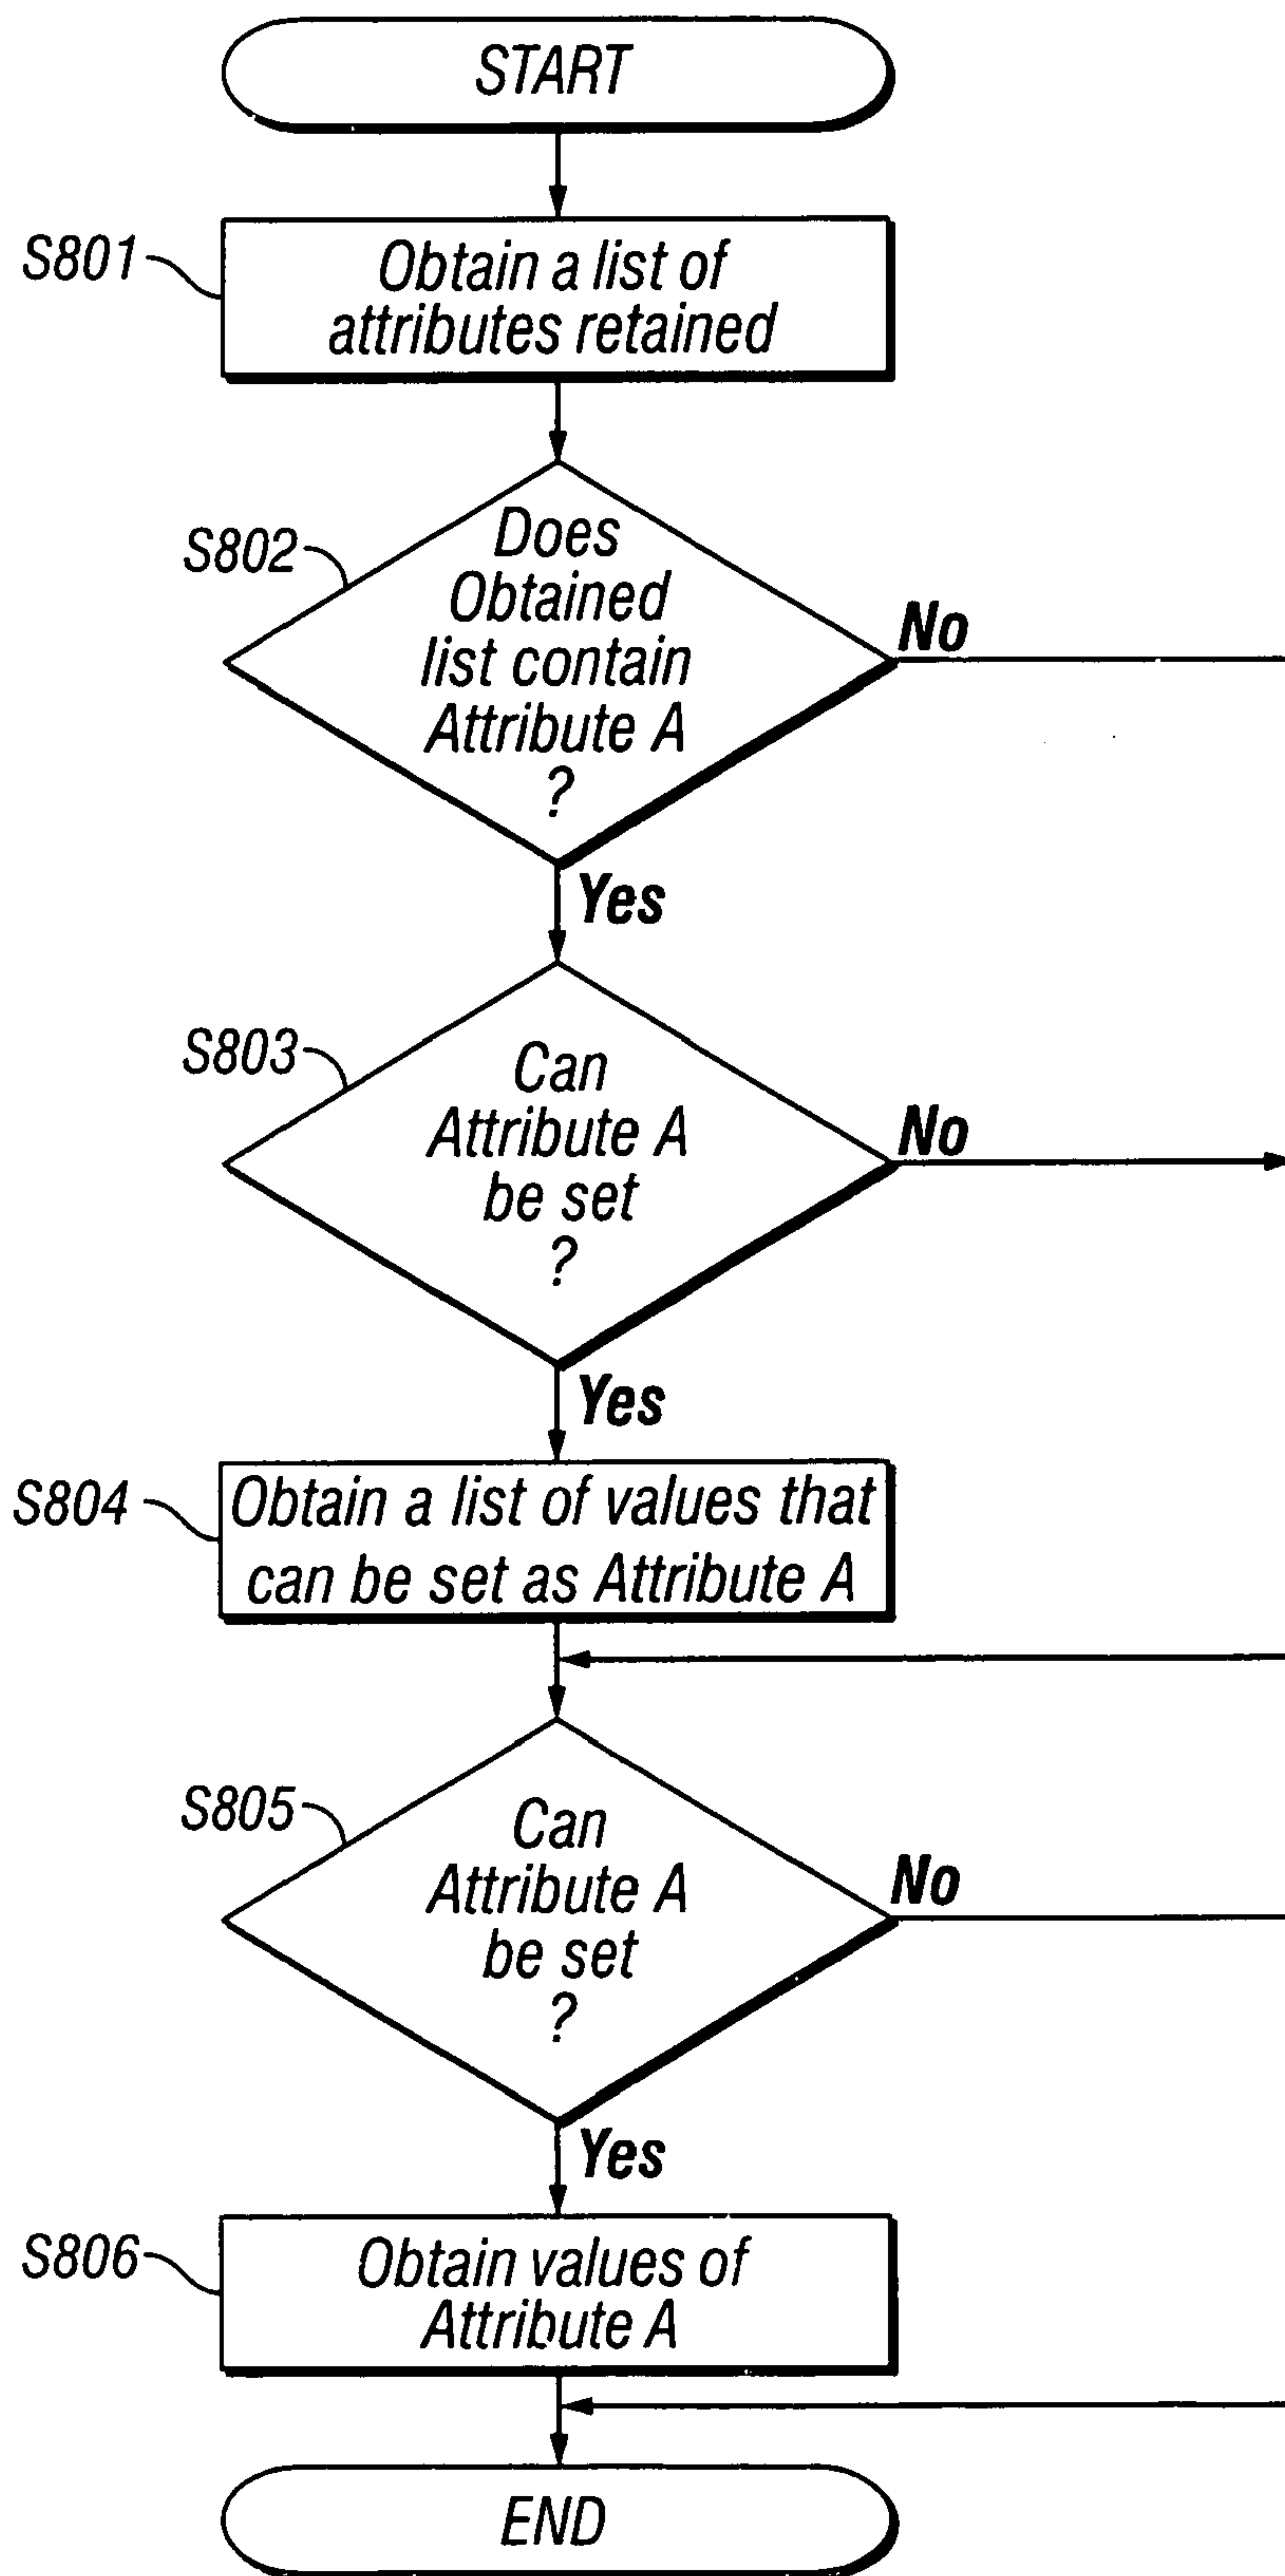 START
S801
Obtain a list of
attributes retained
S802
Does
Obtained
list contain
Attribute A
?
No
Yes
S803
Can
Attribute A
be set
?
No
Yes
S804
Obtain a list of values that
can be set as Attribute A
S805
Can
Attribute A
be set
?
No
Yes
S806
Obtain values of
Attribute A
END